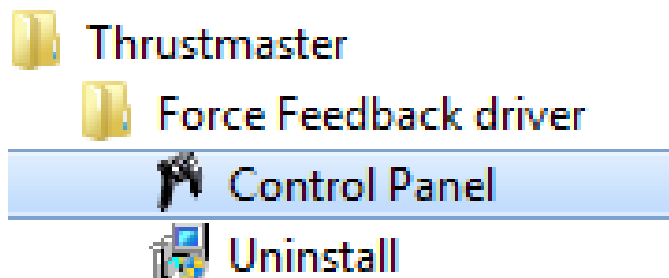 Thrustmaster
Force Feedback driver
Control Panel
Uninstall